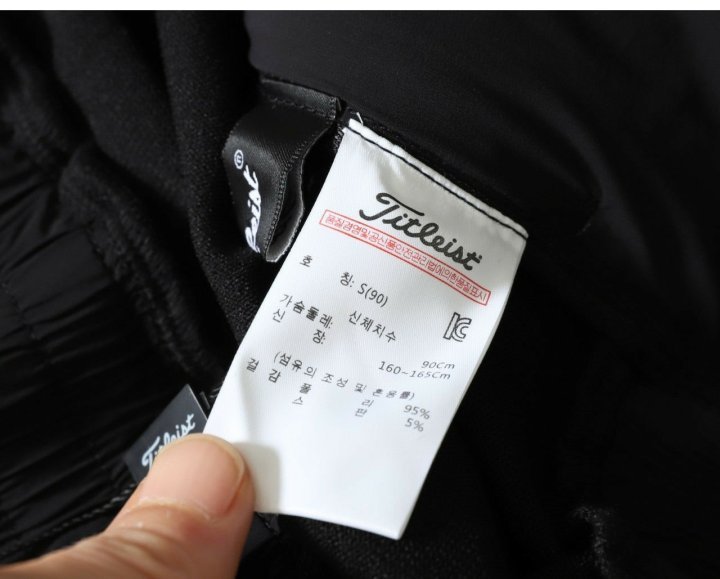 Titleist
품질경영및공산품안전관리법에의한품질표시
호 칭: S(90)
신체치수
가슴둘레: 90Cm
신 장: 160~165Cm
(섬유의 조성 및 혼용률)
겉 감 폴 리 95%
스 판 5%
Titleist